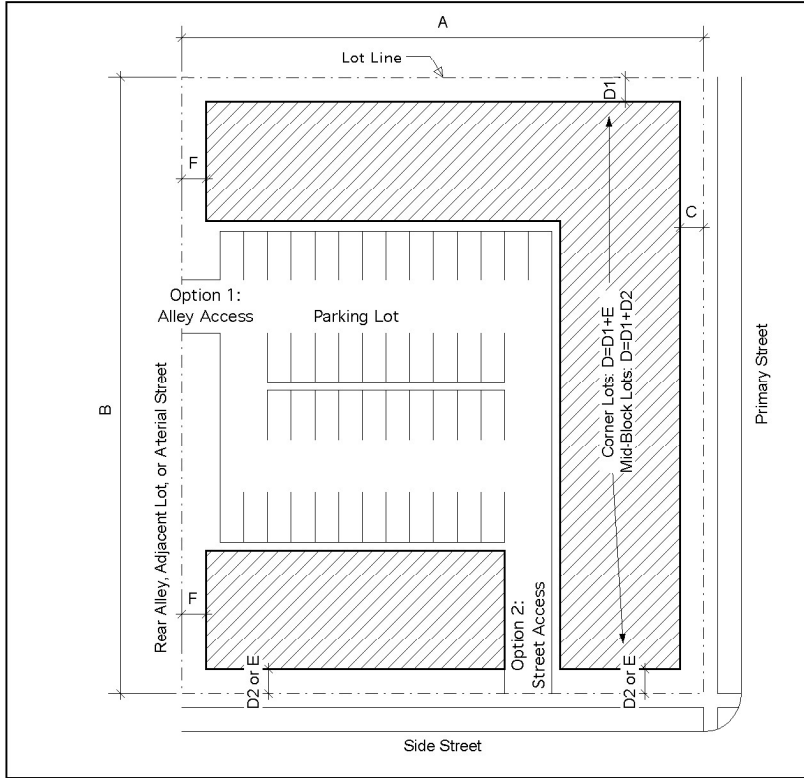 A
Lot Line
D1
F
C
Option 1:
Alley Access
Parking Lot
Corner Lots: D=D1+E
Mid-Block Lots: D=D1+D2
B
Primary Street
Rear Alley, Adjacent Lot, or Aterial Street
F
Option 2:
Street Access
D2 or E
D2 or E
Side Street